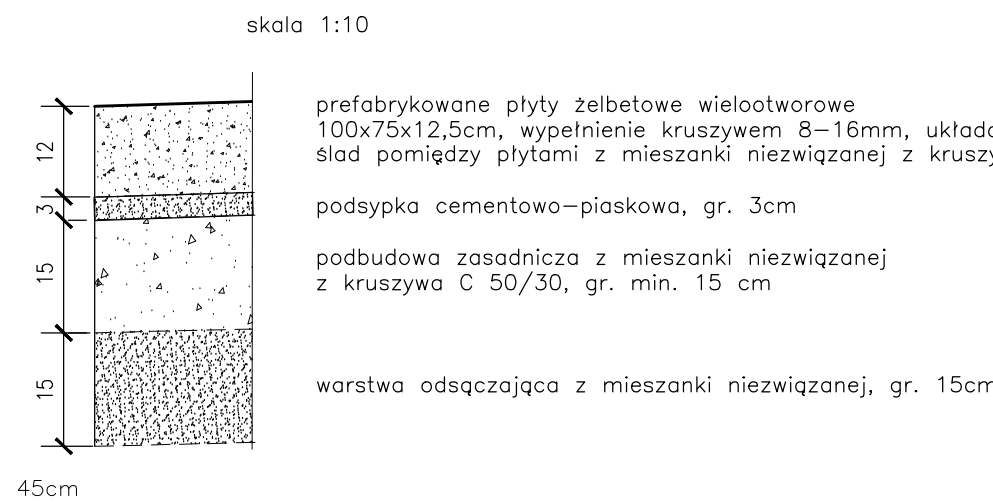 skala 1:10
prefabrykowane płyty żelbetowe wielootworowe
100x75x12,5cm, wypełnienie kruszywem 8–16mm,
ślad pomiędzy płytami z mieszanki niezwiązanej z
12
3
podsypka cementowo–piaskowa, gr. 3cm
podbudowa zasadnicza z mieszanki niezwiązanej
z kruszywa C 50/30, gr. min. 15 cm
15
warstwa odsączająca z mieszanki niezwiązanej, gr. 15cm
15
45cm